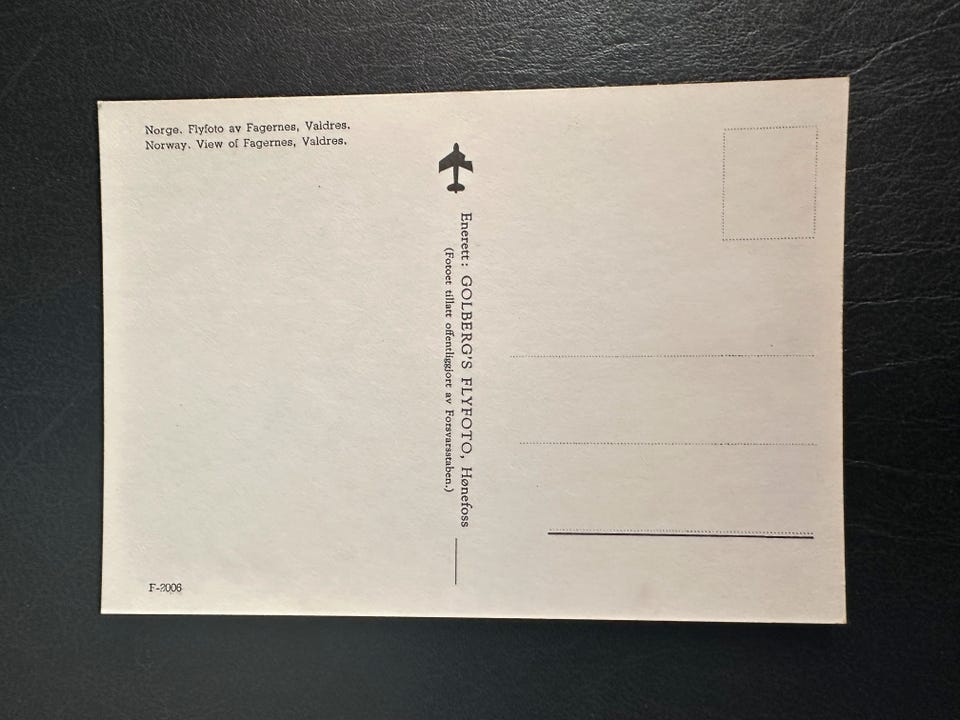 Norge. Flyfoto av Fagernes, Valdres.
Norway. View of Fagernes, Valdres.
Enerett: GOLBERG'S FLYFOTO, Hønefoss
(Fotoet tillatt offentliggjort av Forsvarsstaben.)
F-2006